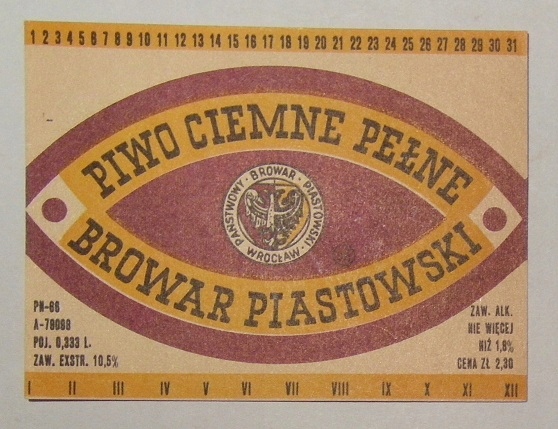 1 2 3 4 5 6 7 8 9 10 11 12 13 14 15 16 17 18 19 20 21 22 23 24 25 26 27 28 29 30 31
PIWO CIEMNE PEŁNE
PAŃSTWOWY · BROWAR · PIASTOWSKI ·
WROCŁAW
BROWAR PIASTOWSKI
PN-66
A-79098
POJ. 0,333 L.
ZAW. EXSTR. 10,5%
ZAW. ALK.
NIE WIĘCEJ
NIŻ 1,8%
CENA ZŁ 2,30
I II III IV V VI VII VIII IX X XI XII